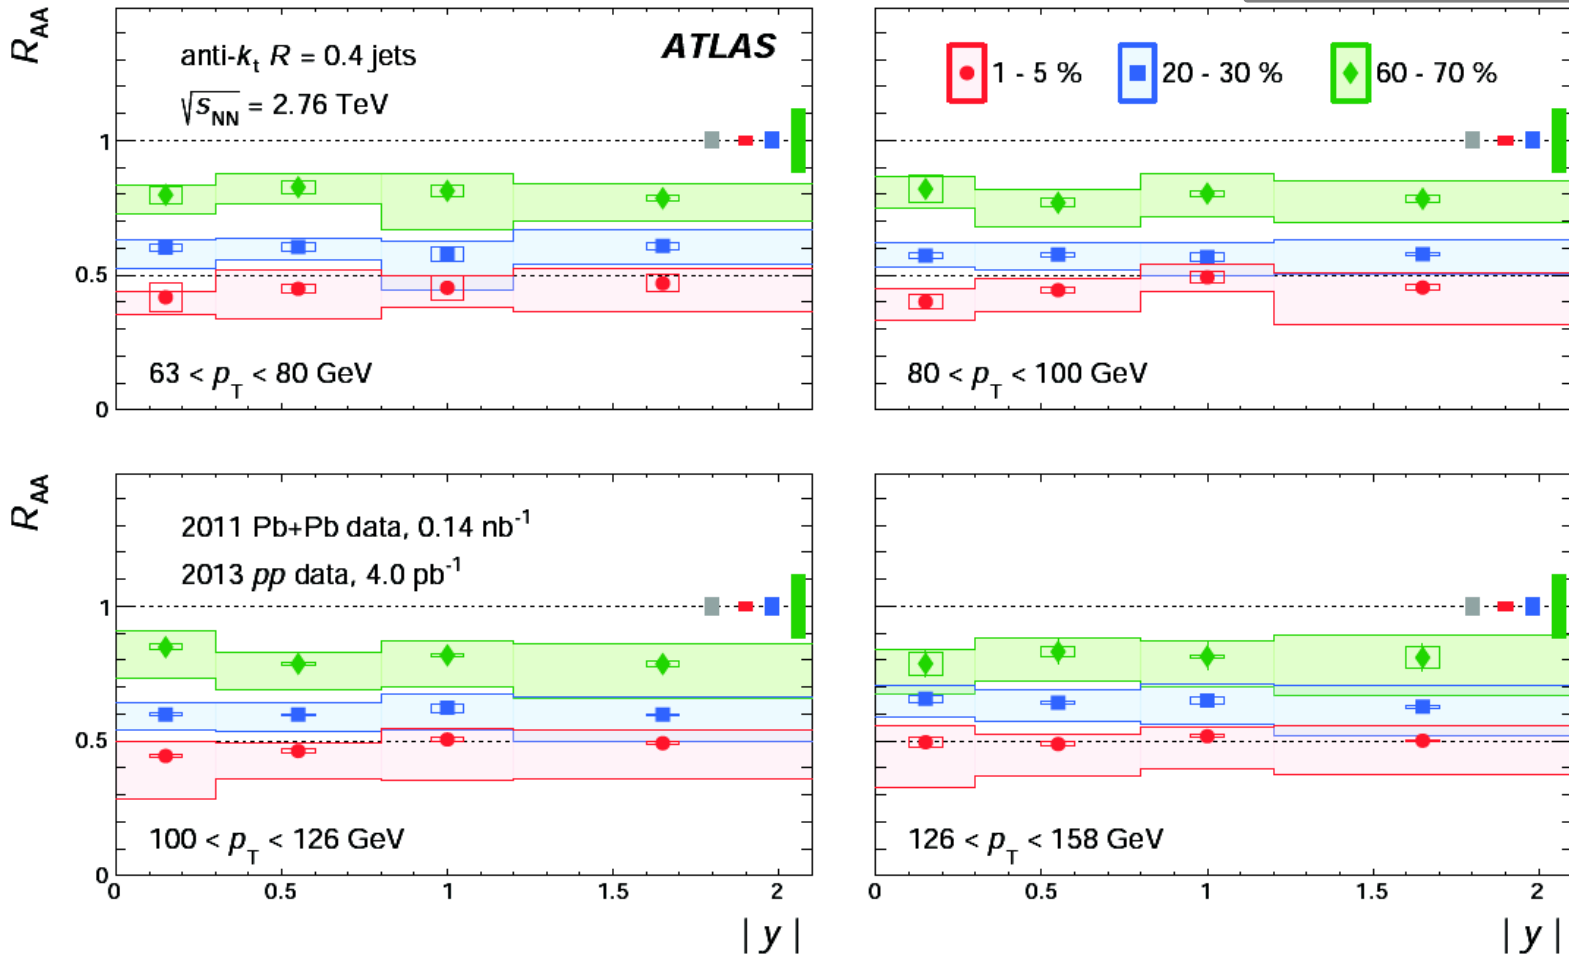 R_AA
anti-k_t R = 0.4 jets
ATLAS
√s_NN = 2.76 TeV
1
0.5
0
63 < p_T < 80 GeV
1 - 5 %
20 - 30 %
60 - 70 %
80 < p_T < 100 GeV
R_AA
2011 Pb+Pb data, 0.14 nb⁻¹
2013 pp data, 4.0 pb⁻¹
1
0.5
0
100 < p_T < 126 GeV
0 0.5 1 1.5 2
| y |
126 < p_T < 158 GeV
0 0.5 1 1.5 2
| y |